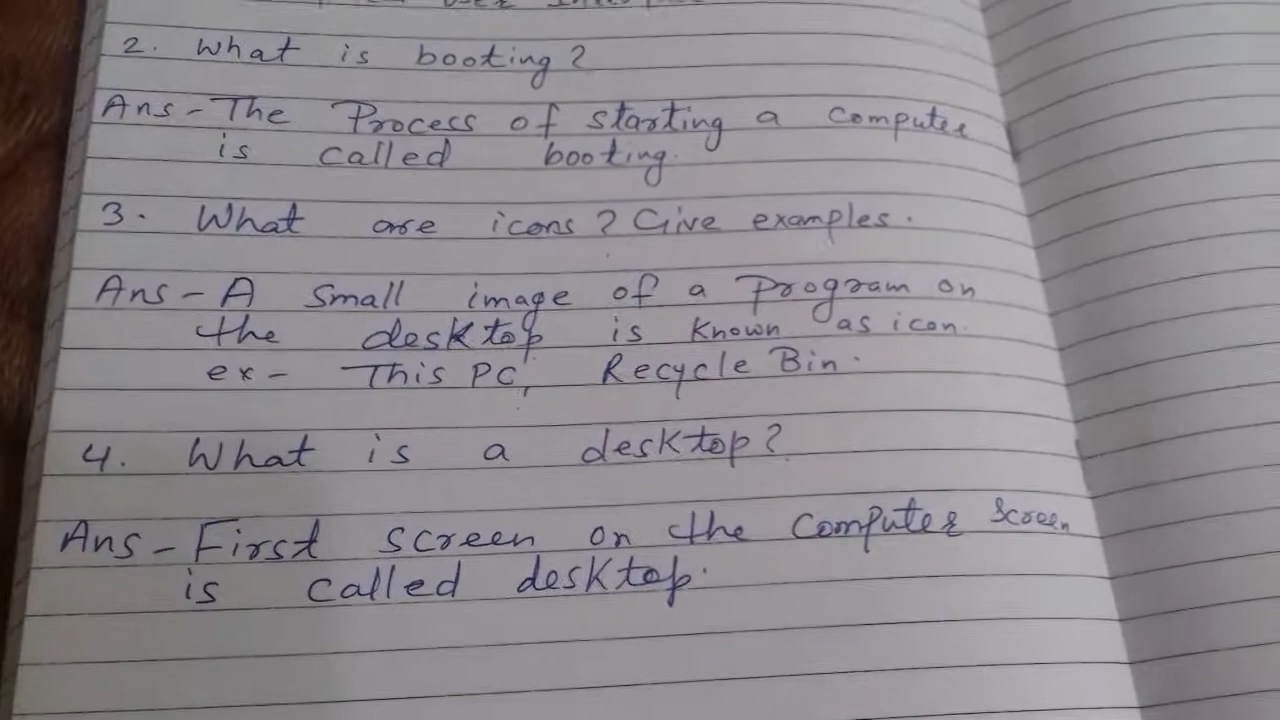 User Interface
2. What is booting?
Ans - The Process of starting a computer
is called booting.
3. What are icons? Give examples.
Ans - A small image of a program on
the desktop is known as icon.
ex - This PC, Recycle Bin.
4. What is a desktop?
Ans - First screen on the computer screen
is called desktop.